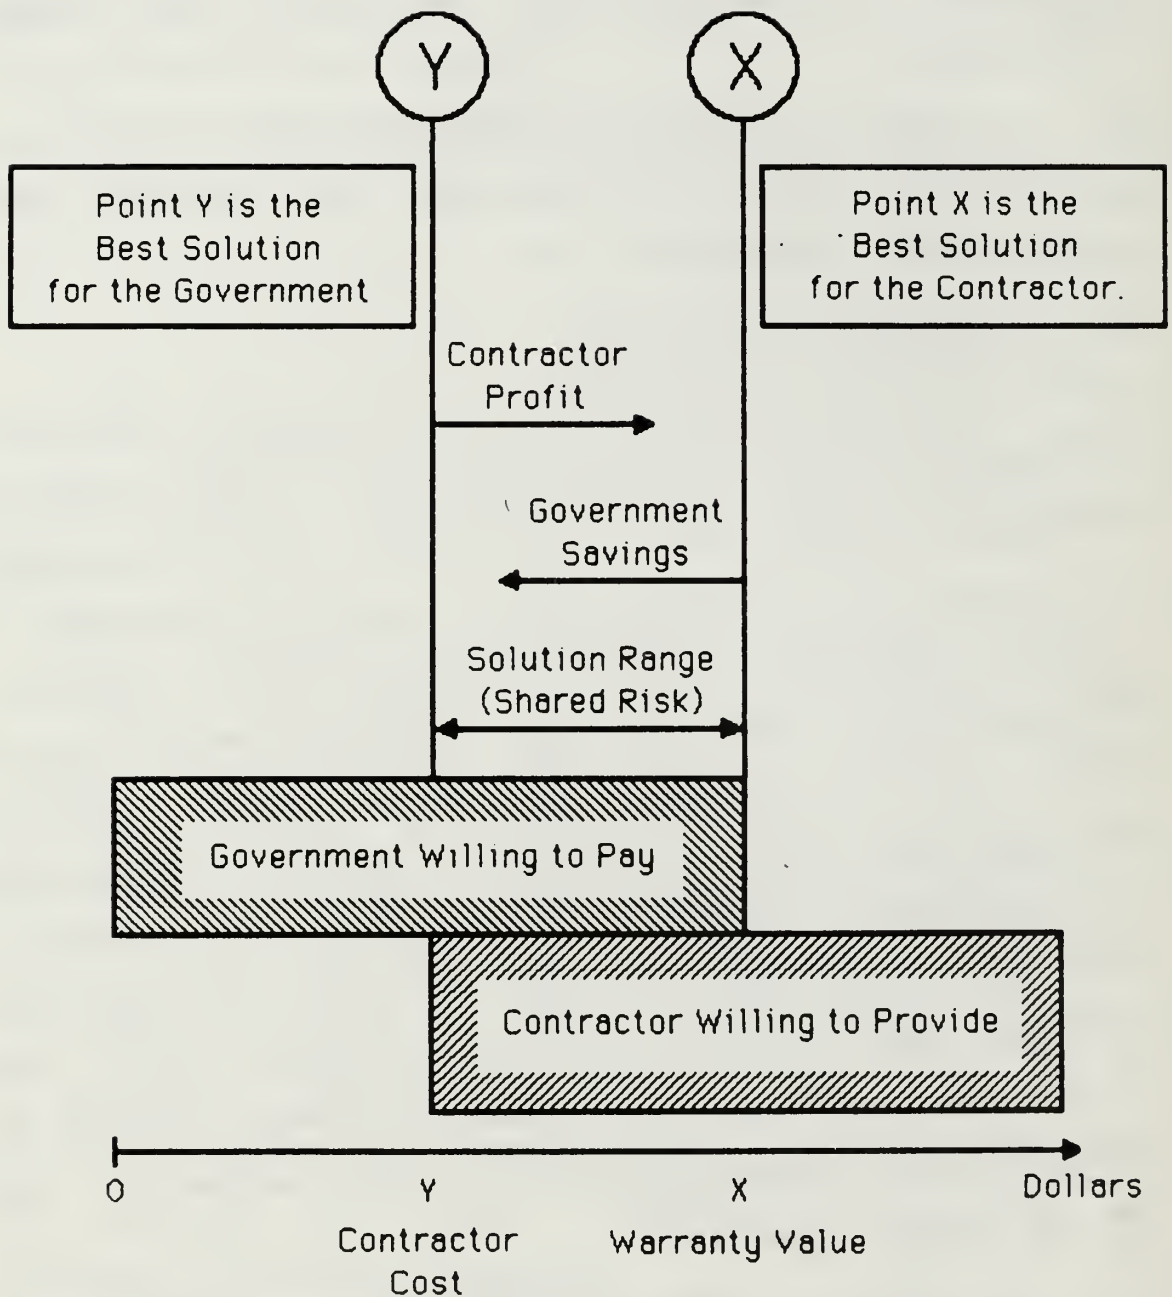 Y
X
Point Y is the
Best Solution
for the Government
Point X is the
Best Solution
for the Contractor.
Contractor
Profit
Government
Savings
Solution Range
(Shared Risk)
Government Willing to Pay
Contractor Willing to Provide
0
Y
X
Dollars
Contractor
Cost
Warranty Value